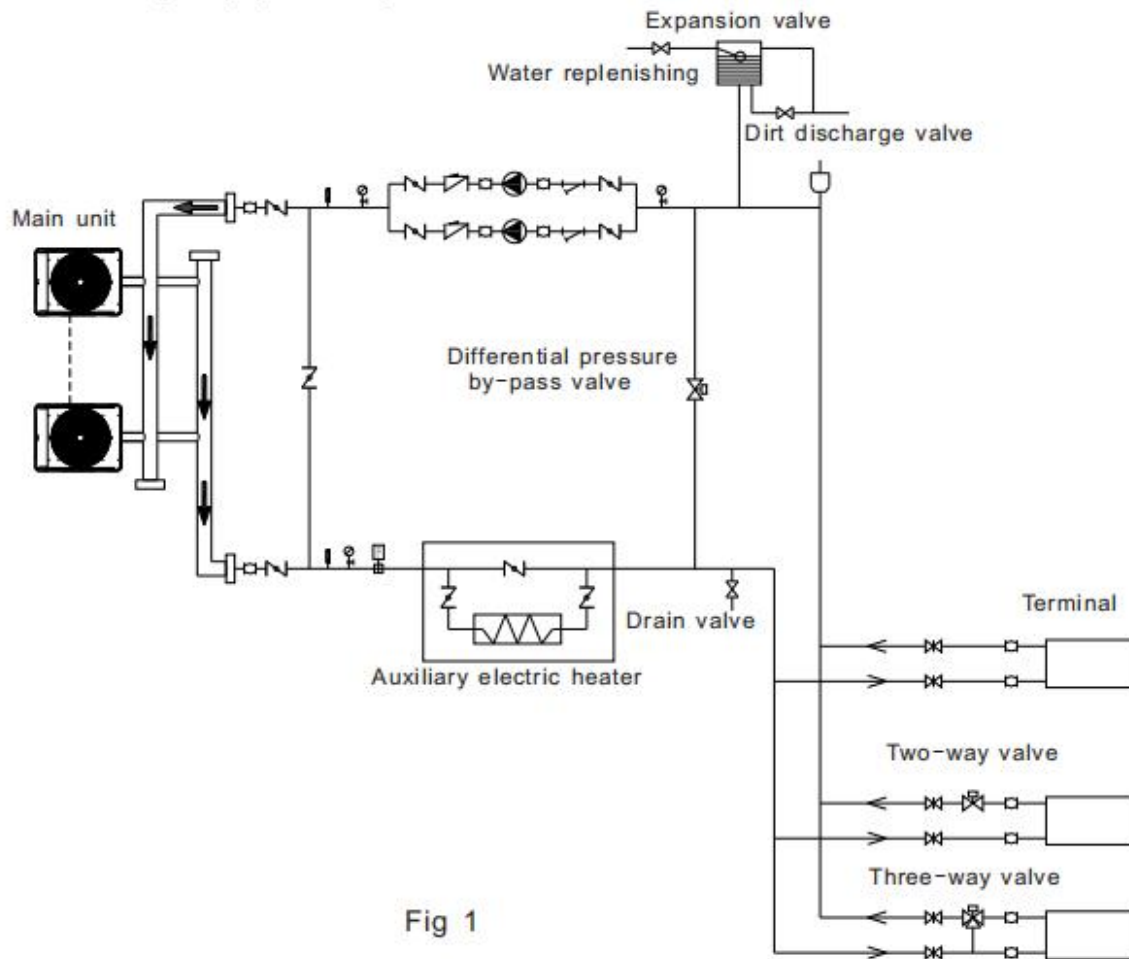 Expansion valve
Water replenishing
Dirt discharge valve
Main unit
Differential pressure
by-pass valve
Drain valve
Terminal
Auxiliary electric heater
Two-way valve
Three-way valve
Fig 1